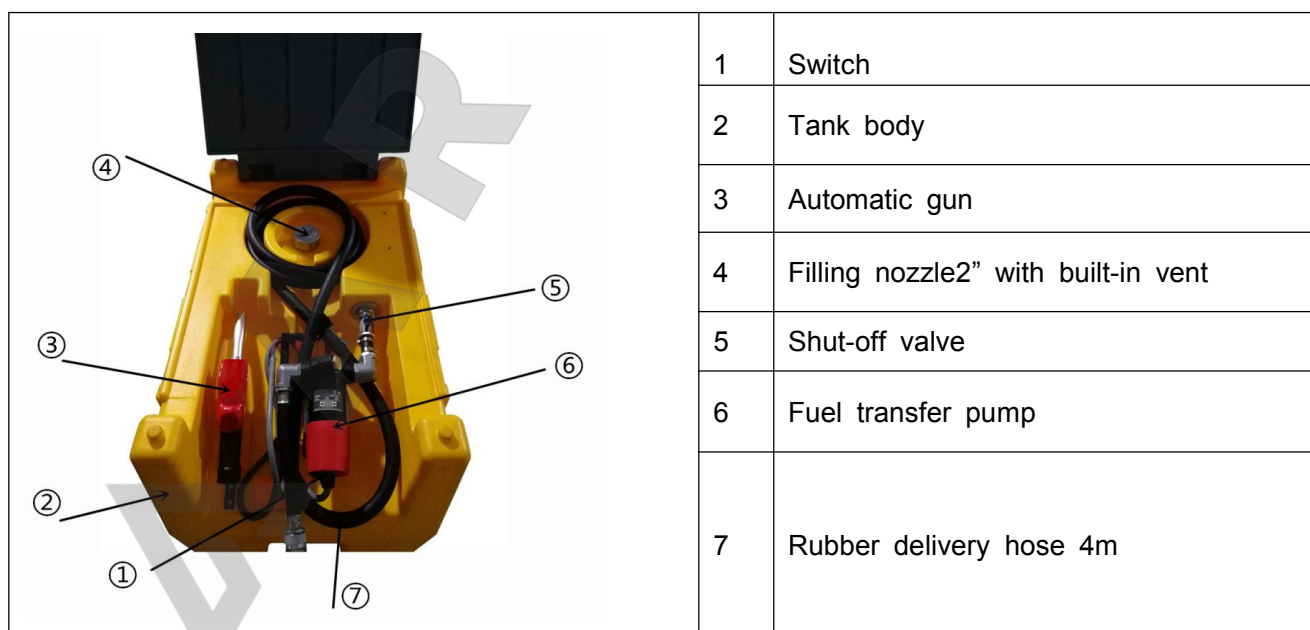 ④
⑤
③
⑥
②
①
⑦
1 Switch
2 Tank body
3 Automatic gun
4 Filling nozzle2” with built-in vent
5 Shut-off valve
6 Fuel transfer pump
7 Rubber delivery hose 4m